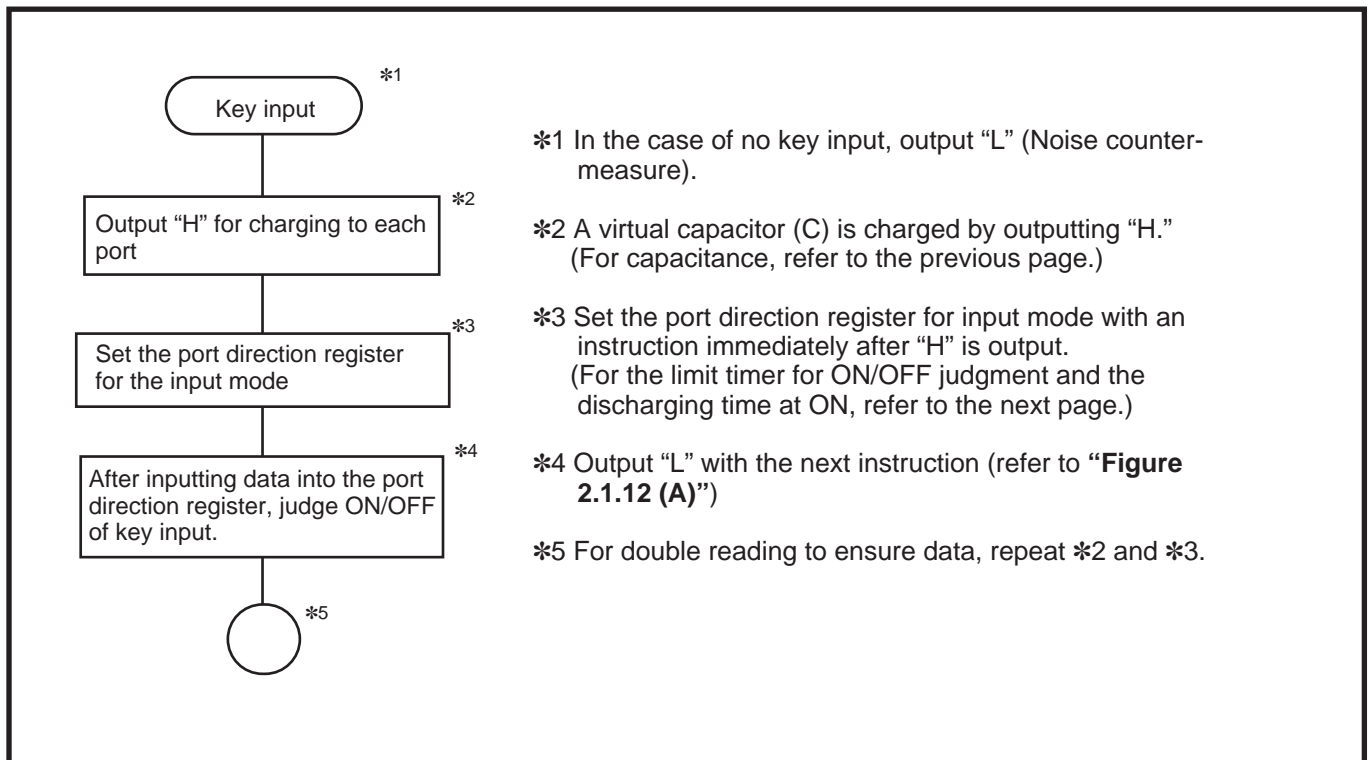 ✽1
Key input
✽2
Output “H” for charging to each
port
✽3
Set the port direction register
for the input mode
✽4
After inputting data into the port
direction register, judge ON/OFF
of key input.
✽5
✽1 In the case of no key input, output “L” (Noise counter-
measure).
✽2 A virtual capacitor (C) is charged by outputting “H.”
(For capacitance, refer to the previous page.)
✽3 Set the port direction register for input mode with an
instruction immediately after “H” is output.
(For the limit timer for ON/OFF judgment and the
discharging time at ON, refer to the next page.)
✽4 Output “L” with the next instruction (refer to “Figure
2.1.12 (A)”)
✽5 For double reading to ensure data, repeat ✽2 and ✽3.